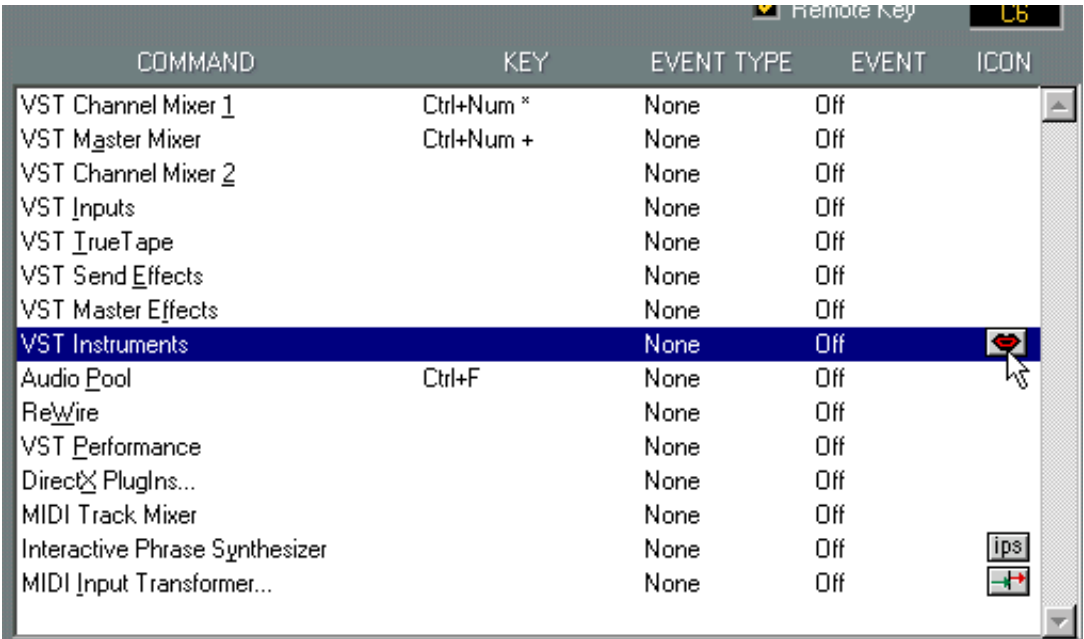 Remote Key C6
COMMAND KEY EVENT TYPE EVENT ICON
VST Channel Mixer 1 Ctrl+Num * None Off
VST Master Mixer Ctrl+Num + None Off
VST Channel Mixer 2 None Off
VST Inputs None Off
VST TrueTape None Off
VST Send Effects None Off
VST Master Effects None Off
VST Instruments None Off
Audio Pool Ctrl+F None Off
ReWire None Off
VST Performance None Off
DirectX PlugIns... None Off
MIDI Track Mixer None Off
Interactive Phrase Synthesizer None Off ips
MIDI Input Transformer... None Off